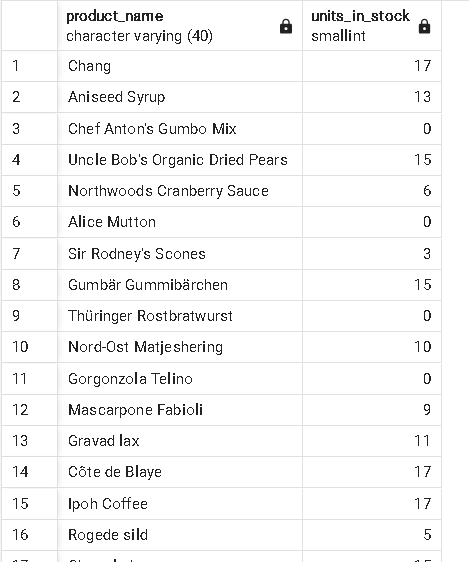 product_name units_in_stock
character varying (40) smallint
1 Chang 17
2 Aniseed Syrup 13
3 Chef Anton's Gumbo Mix 0
4 Uncle Bob's Organic Dried Pears 15
5 Northwoods Cranberry Sauce 6
6 Alice Mutton 0
7 Sir Rodney's Scones 3
8 Gumbär Gummibärchen 15
9 Thüringer Rostbratwurst 0
10 Nord-Ost Matjeshering 10
11 Gorgonzola Telino 0
12 Mascarpone Fabioli 9
13 Gravad lax 11
14 Côte de Blaye 17
15 Ipoh Coffee 17
16 Rogede sild 5